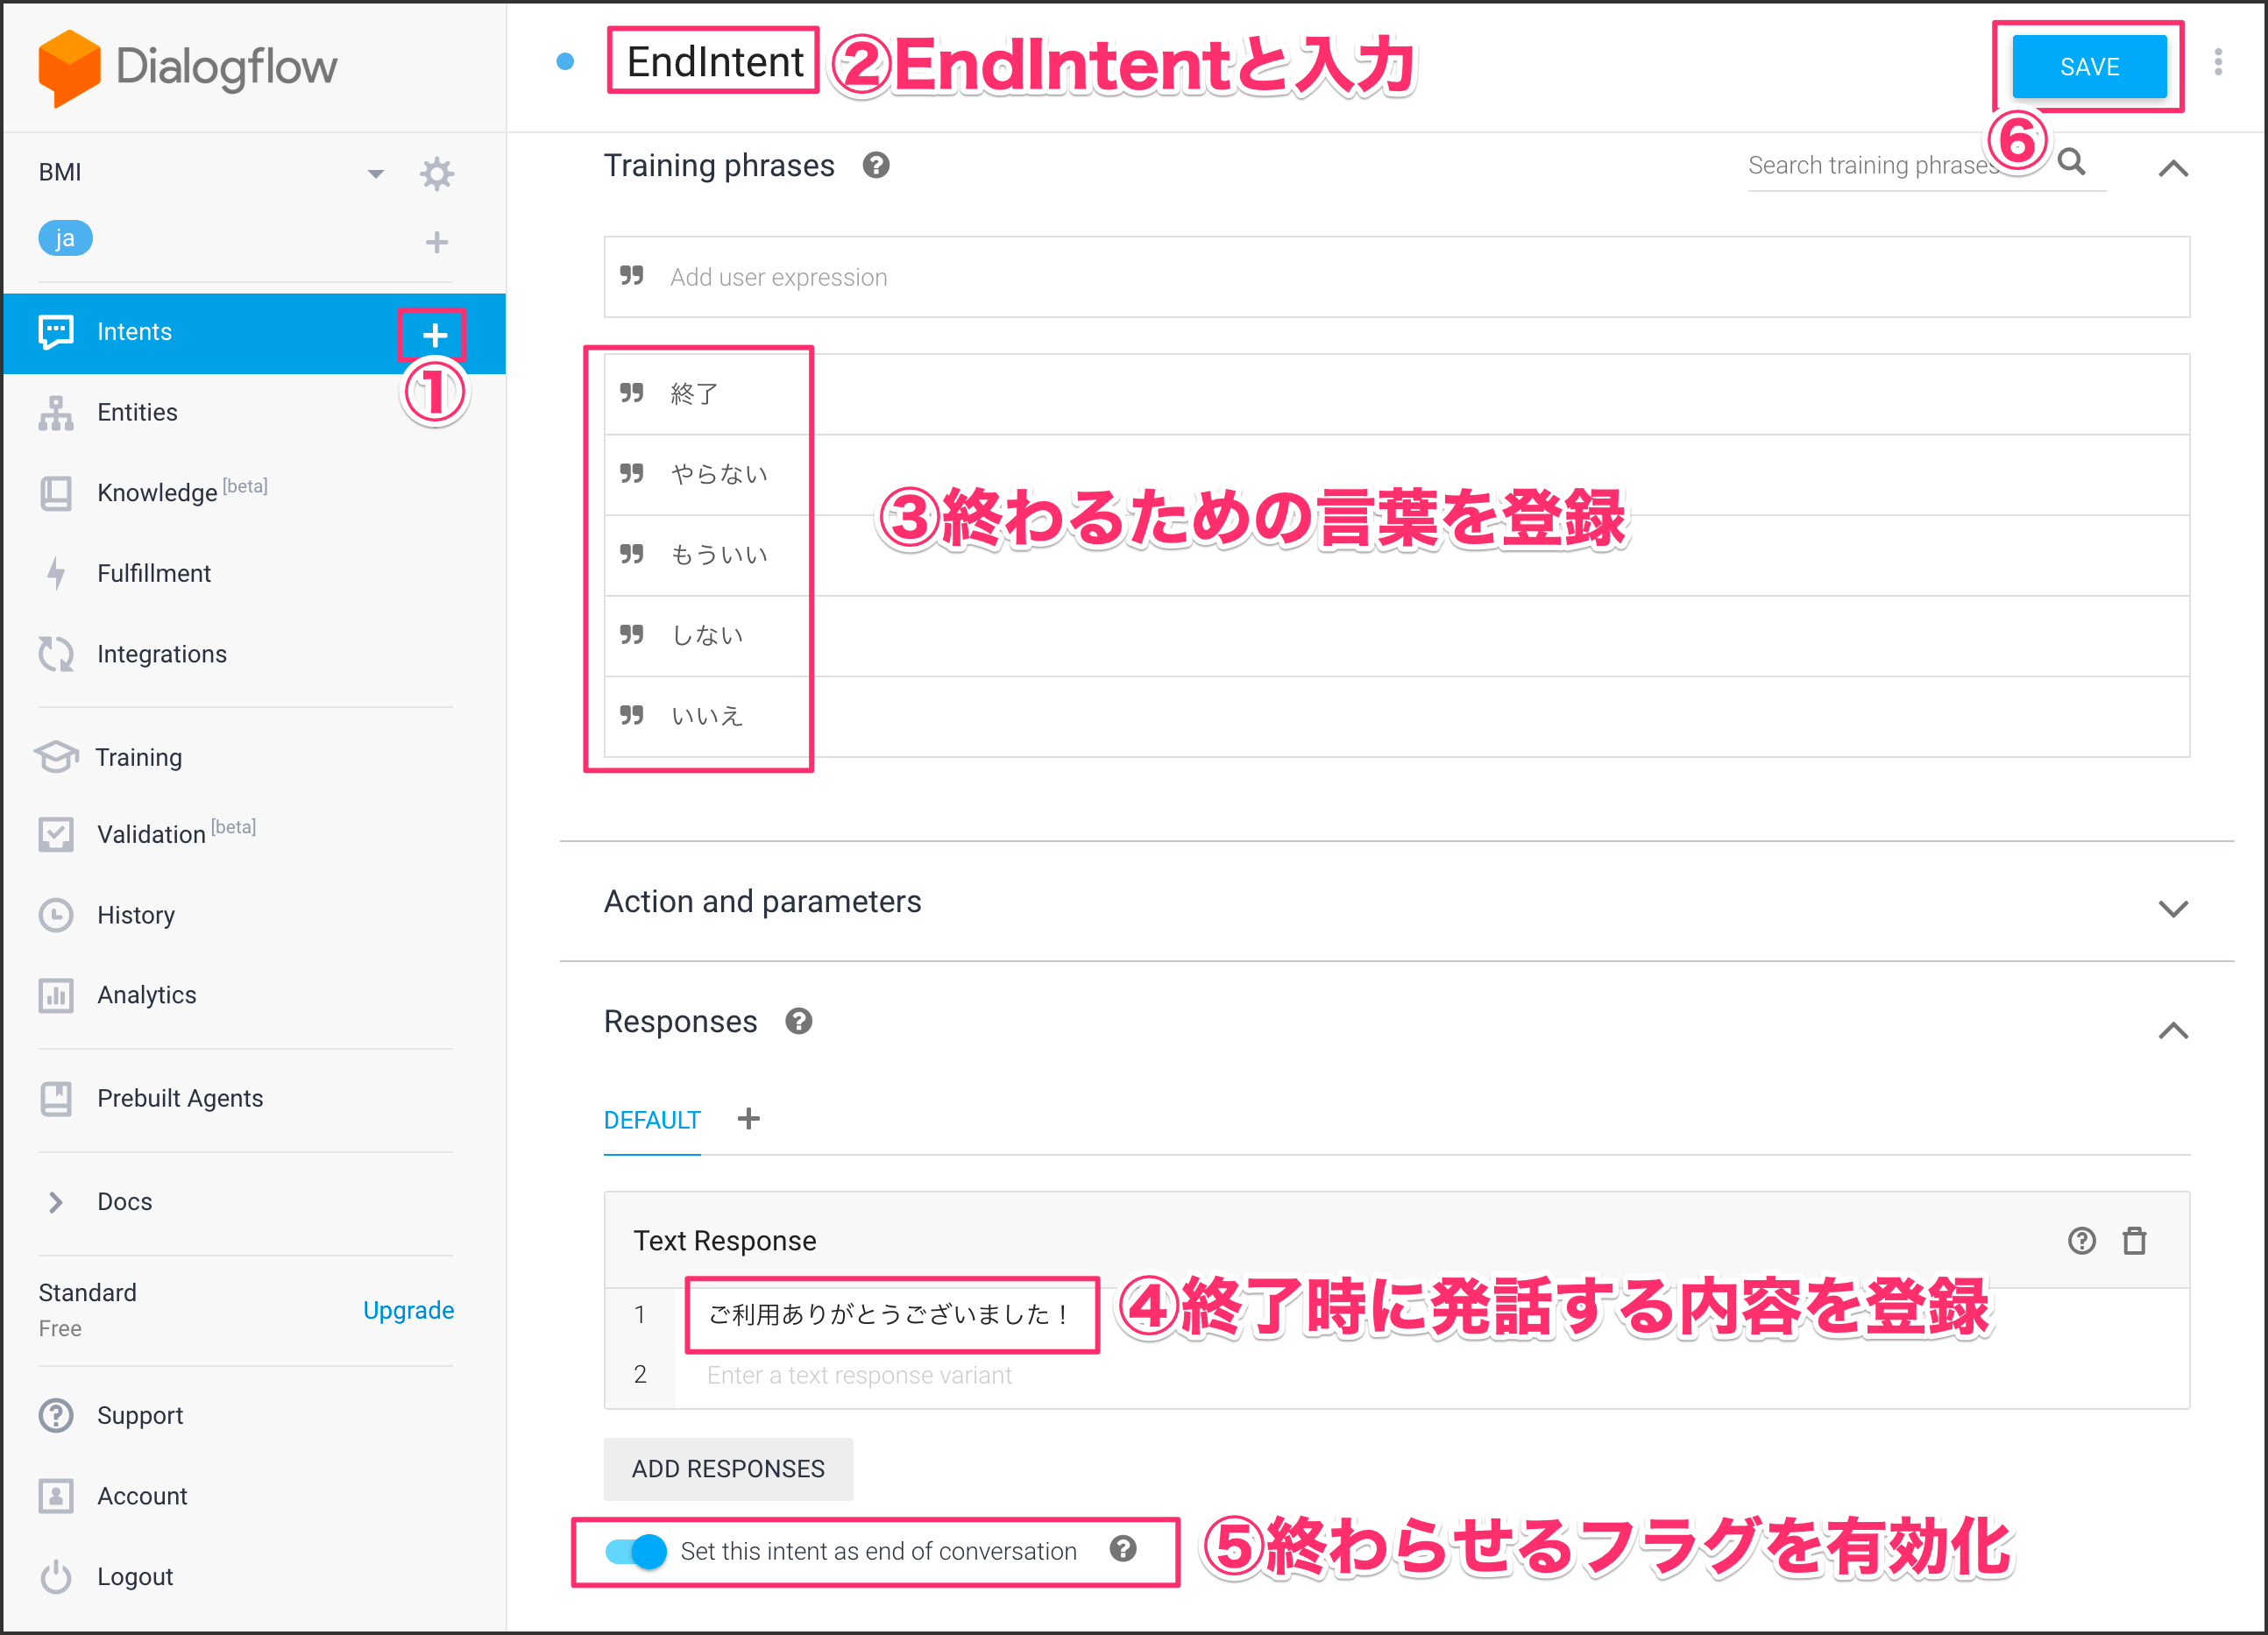 Dialogflow
BMI
ja
Intents
①
Entities
Knowledge [beta]
Fulfillment
Integrations
Training
Validation [beta]
History
Analytics
Prebuilt Agents
Docs
Standard
Free
Upgrade
Support
Account
Logout
EndIntent
②EndIntentと入力
SAVE
⑥
Training phrases
Search training phrases
Add user expression
終了
やらない
もういい
しない
いいえ
③終わるための言葉を登録
Action and parameters
Responses
DEFAULT
Text Response
1 ご利用ありがとうございました！
④終了時に発話する内容を登録
2 Enter a text response variant
ADD RESPONSES
Set this intent as end of conversation
⑤終わらせるフラグを有効化